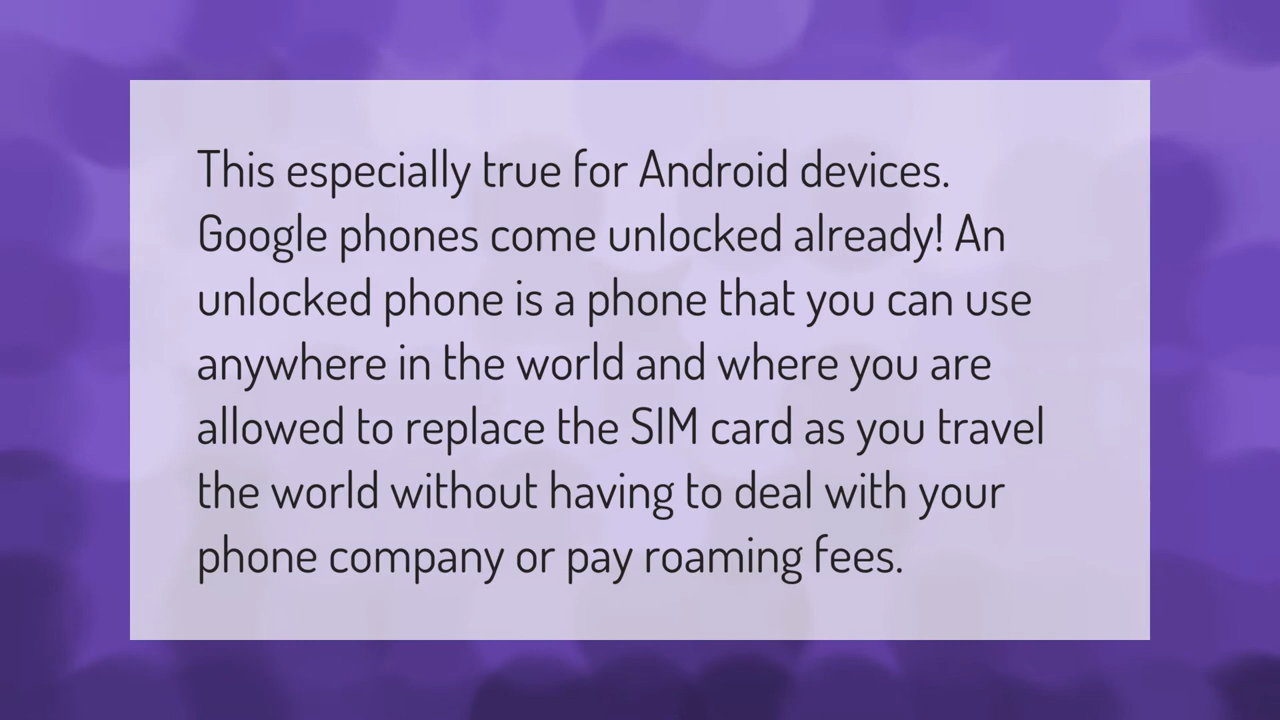 This especially true for Android devices.
Google phones come unlocked already! An
unlocked phone is a phone that you can use
anywhere in the world and where you are
allowed to replace the SIM card as you travel
the world without having to deal with your
phone company or pay roaming fees.